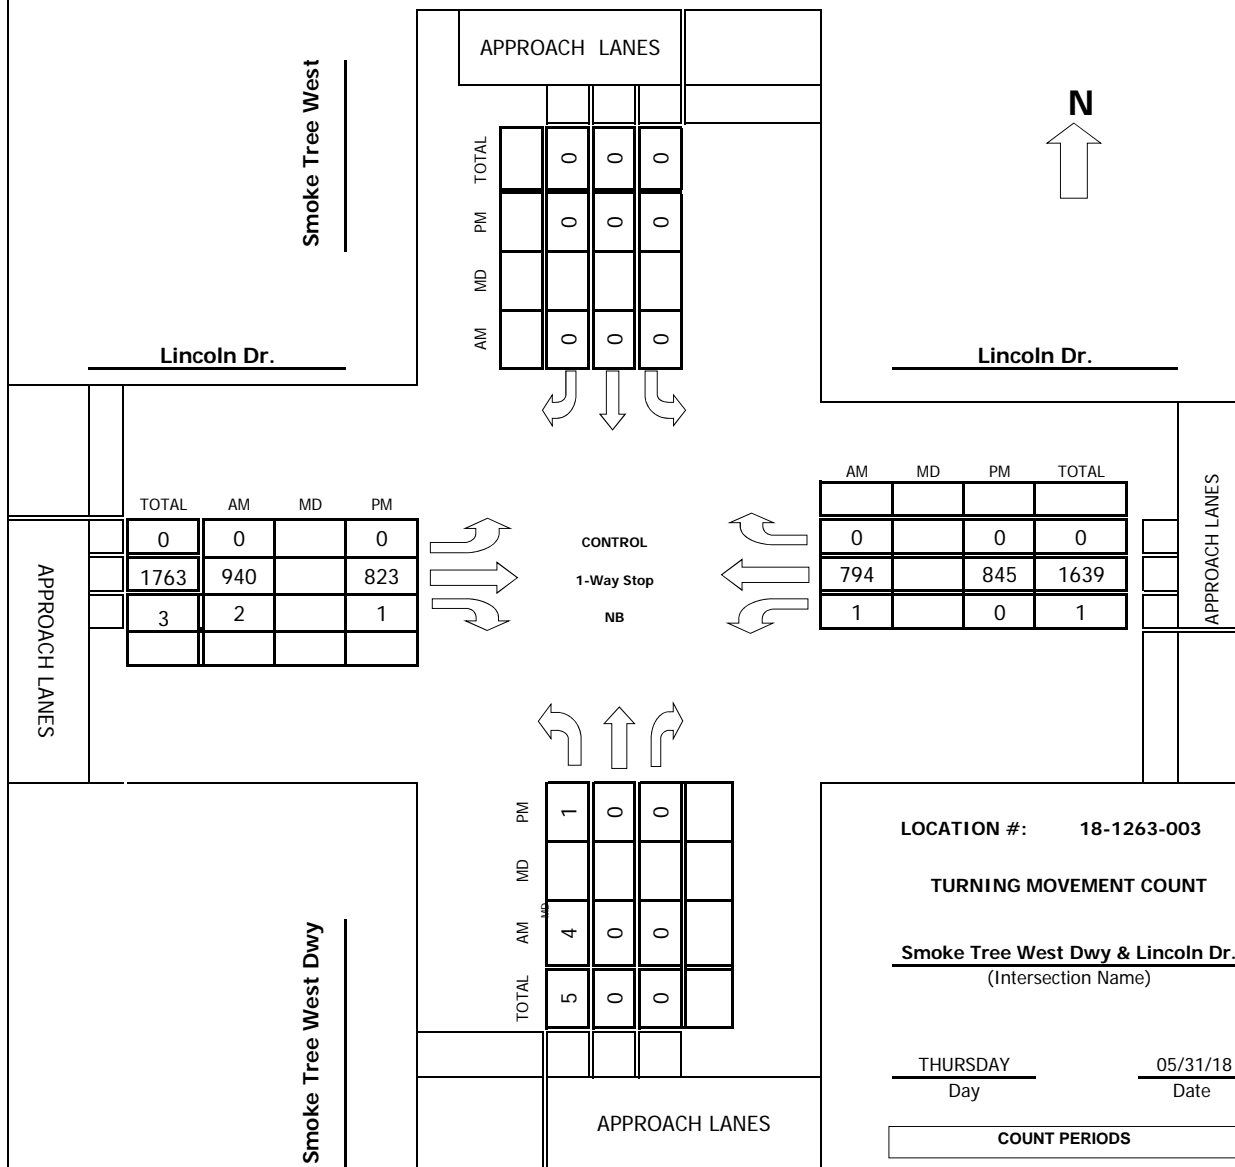 APPROACH LANES
Smoke Tree West
N
TOTAL 0 0 0
PM 0 0 0
MD
AM 0 0 0
Lincoln Dr.
Lincoln Dr.
TOTAL AM MD PM
0 0 0
1763 940 823
3 2 1
APPROACH LANES
CONTROL
1-Way Stop
NB
AM MD PM TOTAL
0 0 0
794 845 1639
1 0 1
APPROACH LANES
PM 1 0 0
MD
MD
AM 4 0 0
TOTAL 5 0 0
Smoke Tree West Dwy
APPROACH LANES
LOCATION #: 18-1263-003
TURNING MOVEMENT COUNT
Smoke Tree West Dwy & Lincoln Dr.
(Intersection Name)
THURSDAY 05/31/18
Day Date
COUNT PERIODS